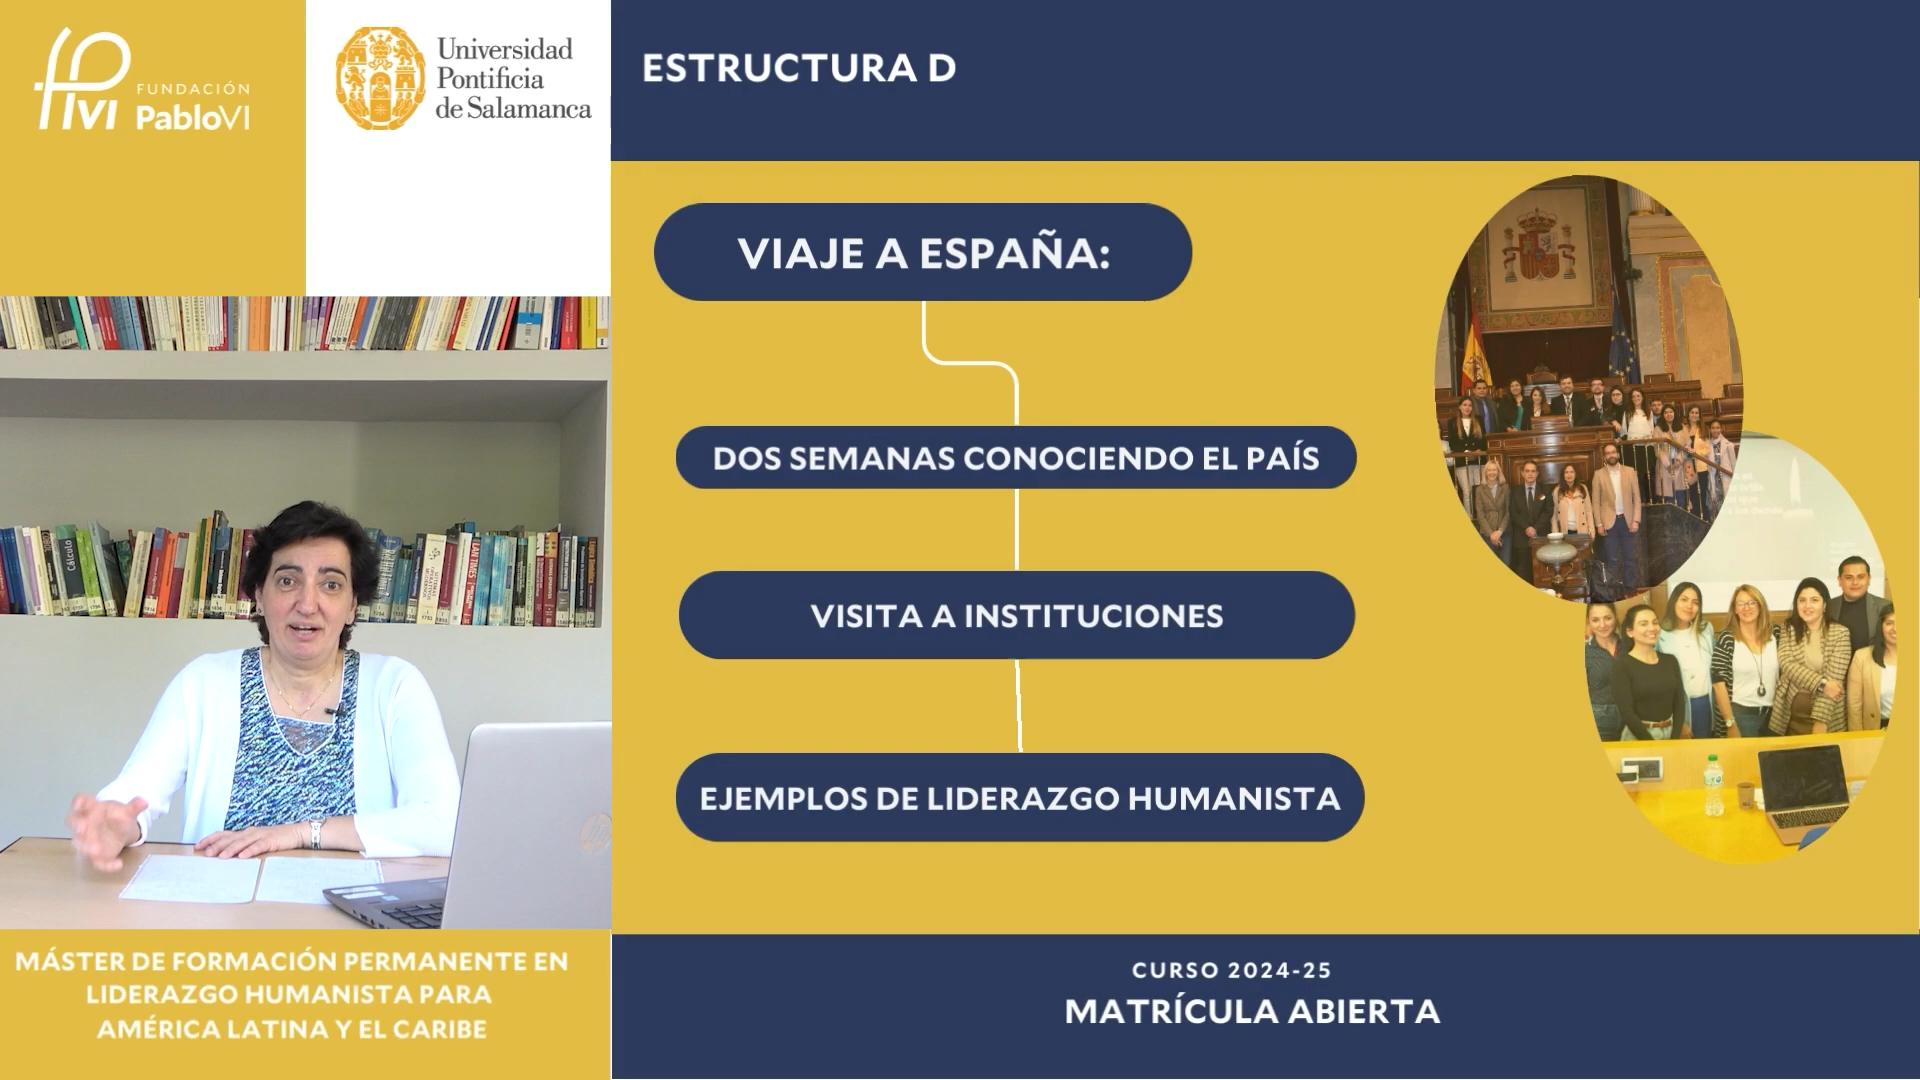 FUNDACIÓN
PabloVI
Universidad
Pontificia
de Salamanca
ESTRUCTURA D
VIAJE A ESPAÑA:
DOS SEMANAS CONOCIENDO EL PAÍS
VISITA A INSTITUCIONES
EJEMPLOS DE LIDERAZGO HUMANISTA
Cálculo
MÁSTER DE FORMACIÓN PERMANENTE EN
LIDERAZGO HUMANISTA PARA
AMÉRICA LATINA Y EL CARIBE
CURSO 2024-25
MATRÍCULA ABIERTA